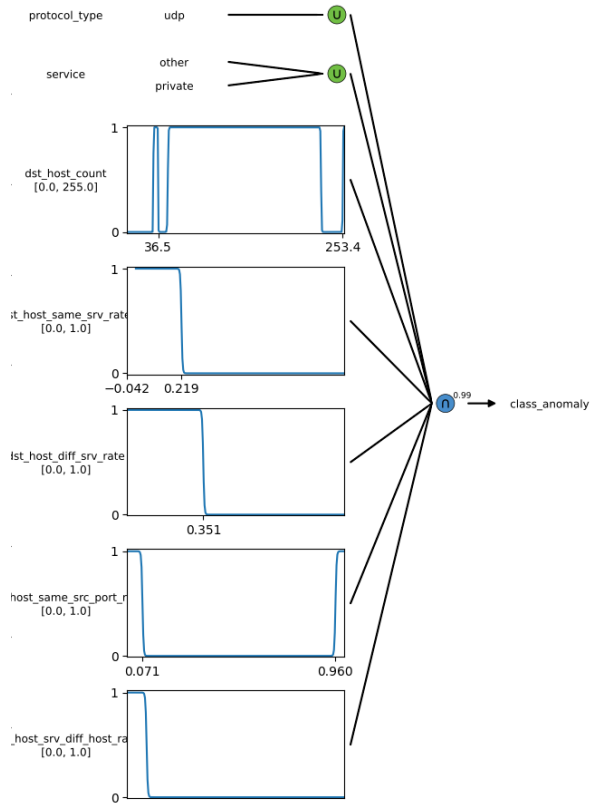 protocol_type udp ∪
other
service ∪
private
1
dst_host_count
[0.0, 255.0]
0
36.5 253.4
1
st_host_same_srv_rate
[0.0, 1.0]
0
−0.042 0.219
∩ 0.99 class_anomaly
1
dst_host_diff_srv_rate
[0.0, 1.0]
0
0.351
1
_host_same_src_port_r
[0.0, 1.0]
0
0.071 0.960
1
_host_srv_diff_host_ra
[0.0, 1.0]
0